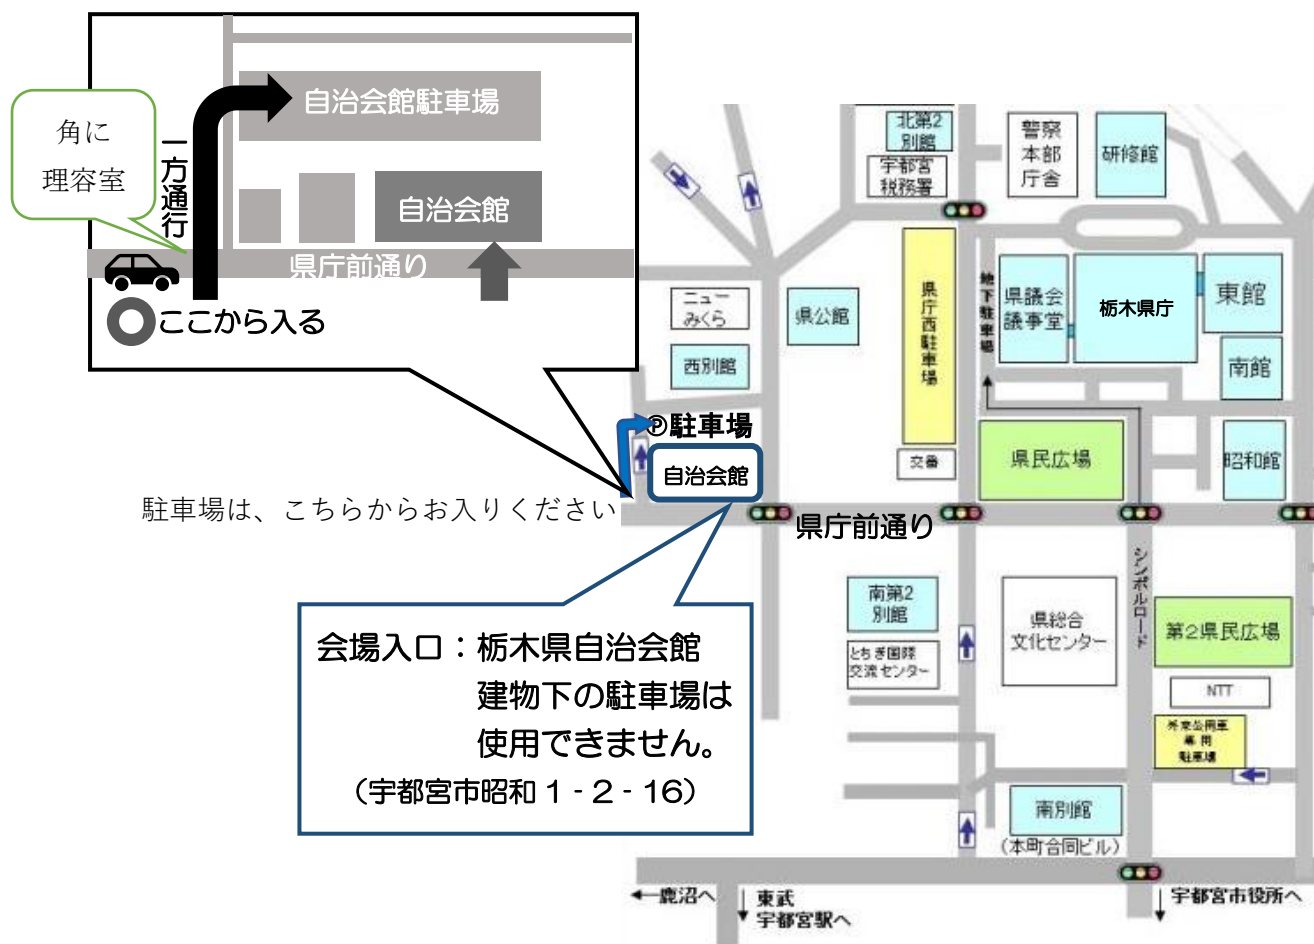 自治会館駐車場
角に
理容室
一方通行
自治会館
県庁前通り
ここから入る
北第2
別館
宇都宮
税務署
警察
本部
庁舎
研修館
ニュー
みくら
県公館
県庁西駐車場
地下駐車場
県議会
議事堂
栃木県庁
東館
西別館
南館
Ⓟ駐車場
自治会館
交番
県民広場
昭和館
駐車場は、こちらからお入りください
県庁前通り
シンボルロード
南第2
別館
県総合
文化センター
第2県民広場
とちぎ国際
交流センター
会場入口：栃木県自治会館
建物下の駐車場は
使用できません。
（宇都宮市昭和1-2-16）
NTT
外来公用車
専用
駐車場
南別館
（本町合同ビル）
←鹿沼へ
↓東武
宇都宮駅へ
↓宇都宮市役所へ